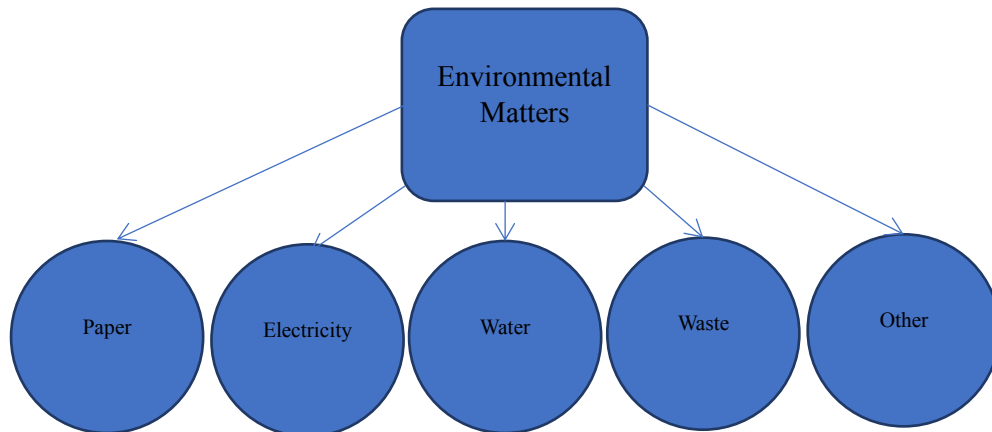 Environmental
Matters
Paper
Electricity
Water
Waste
Other